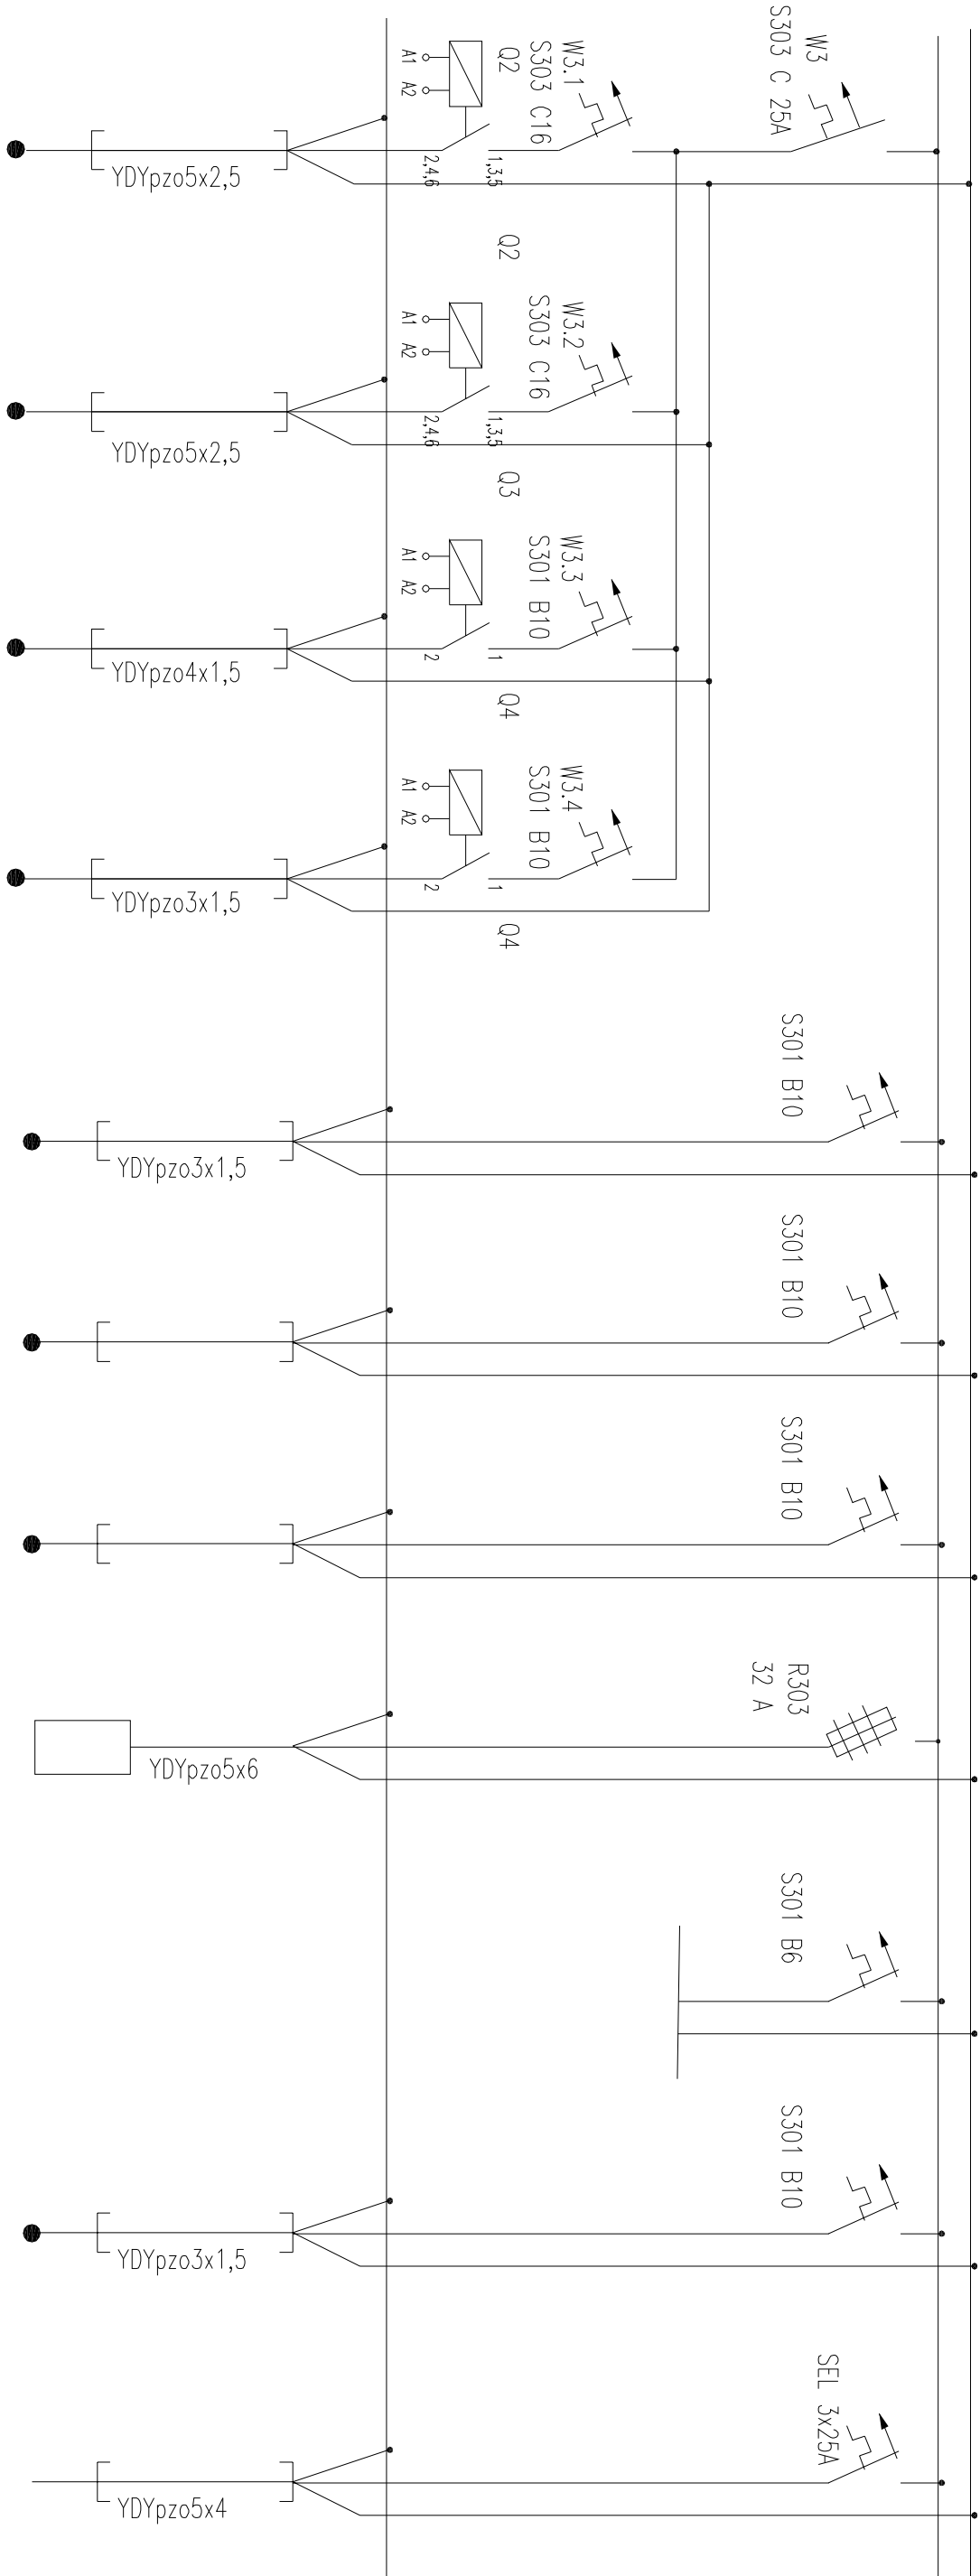 W3
S303 C 25A
W3.1
S303 C16
Q2
A1
A2
1,3,5
2,4,6
YDYpzo5x2,5
Q2
W3.2
S303 C16
A1
A2
1,3,5
2,4,6
YDYpzo5x2,5
Q3
W3.3
S301 B10
A1
A2
1
2
YDYpzo4x1,5
Q4
W3.4
S301 B10
A1
A2
1
2
YDYpzo3x1,5
Q4
S301 B10
YDYpzo3x1,5
S301 B10
S301 B10
R303
32 A
YDYpzo5x6
S301 B6
S301 B10
YDYpzo3x1,5
SEL 3x25A
YDYpzo5x4